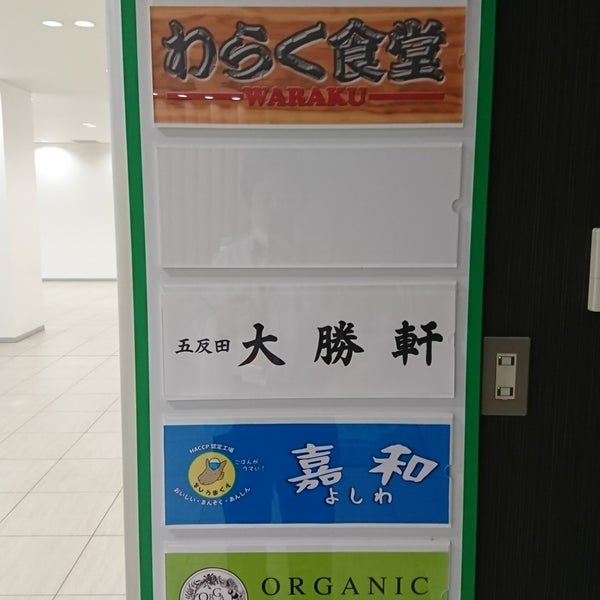 わらく食堂
WARAKU
五反田 大勝軒
HACCP認定工場
ごはんが
ウマい!
おいしい・まんぞく・あんしん
嘉和
よしわ
ORGANIC